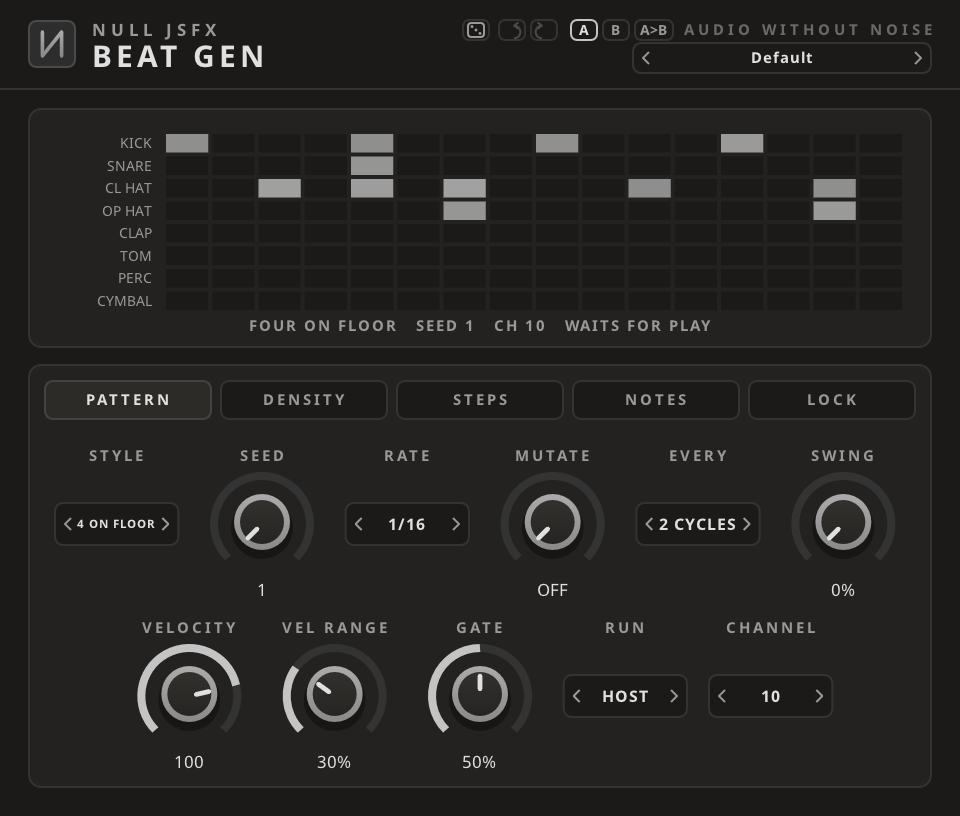 NULL JSFX
BEAT GEN
A B A>B AUDIO WITHOUT NOISE
Default
KICK
SNARE
CL HAT
OP HAT
CLAP
TOM
PERC
CYMBAL
FOUR ON FLOOR SEED 1 CH 10 WAITS FOR PLAY
PATTERN DENSITY STEPS NOTES LOCK
STYLE SEED RATE MUTATE EVERY SWING
4 ON FLOOR 1/16 2 CYCLES
1 OFF 0%
VELOCITY VEL RANGE GATE RUN CHANNEL
HOST 10
100 30% 50%